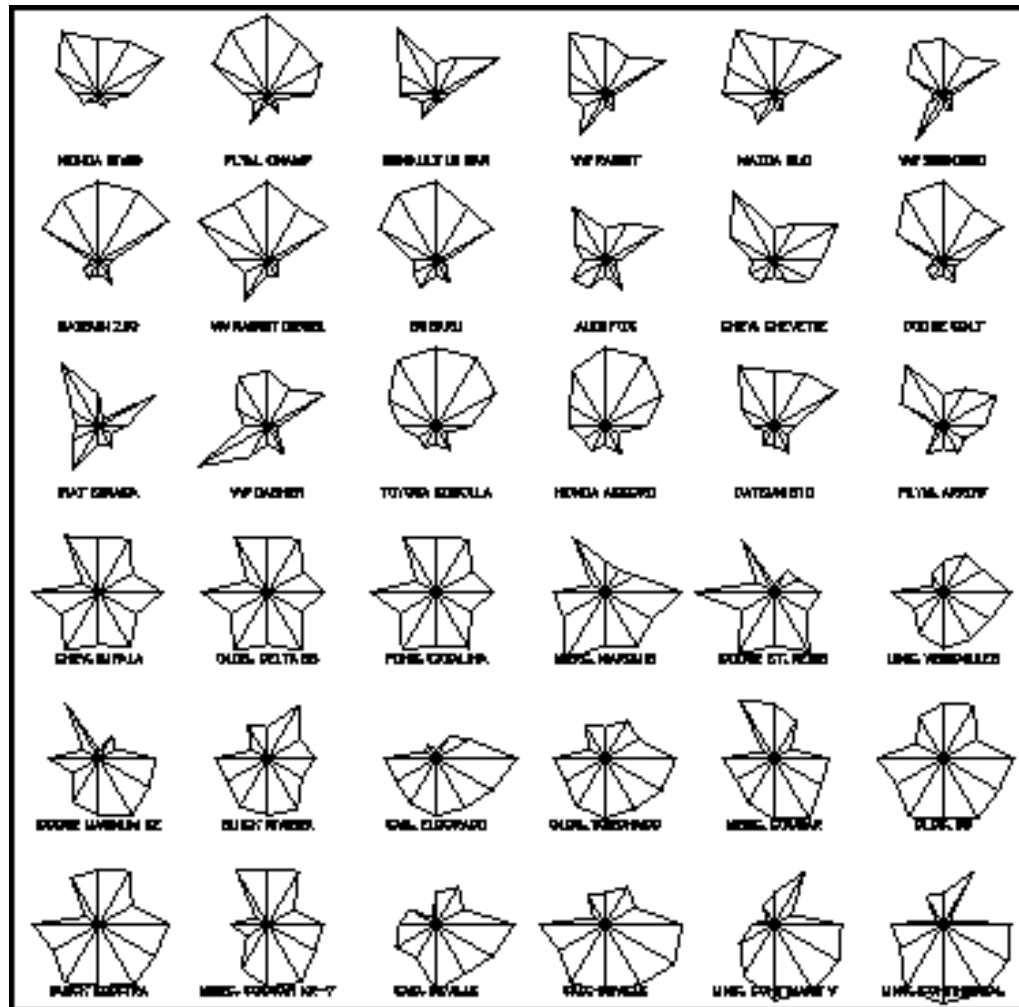 HONDA CIVIC PLYM. CHAMP RENAULT LE CAR VW RABBIT MAZDA GLC VW SCIROCCO
DATSUN 210 VW RABBIT DIESEL SUBARU AUDI FOX CHEV. CHEVETTE DODGE COLT
FIAT STRADA VW DASHER TOYOTA COROLLA HONDA ACCORD DATSUN 510 PLYM. ARROW
CHEV. IMPALA OLDS. DELTA 88 PONT. CATALINA MERC. MARQUIS DODGE ST. REGIS LINC. VERSAILLES
DODGE MAGNUM XE BUICK RIVIERA CAD. ELDORADO OLDS. TORONADO MERC. COUGAR OLDS. 98
BUICK ELECTRA MERC. COUGAR XR-7 CAD. SEVILLE CAD. DEVILLE LINC. CONT. MARK V LINC. CONTINENTAL